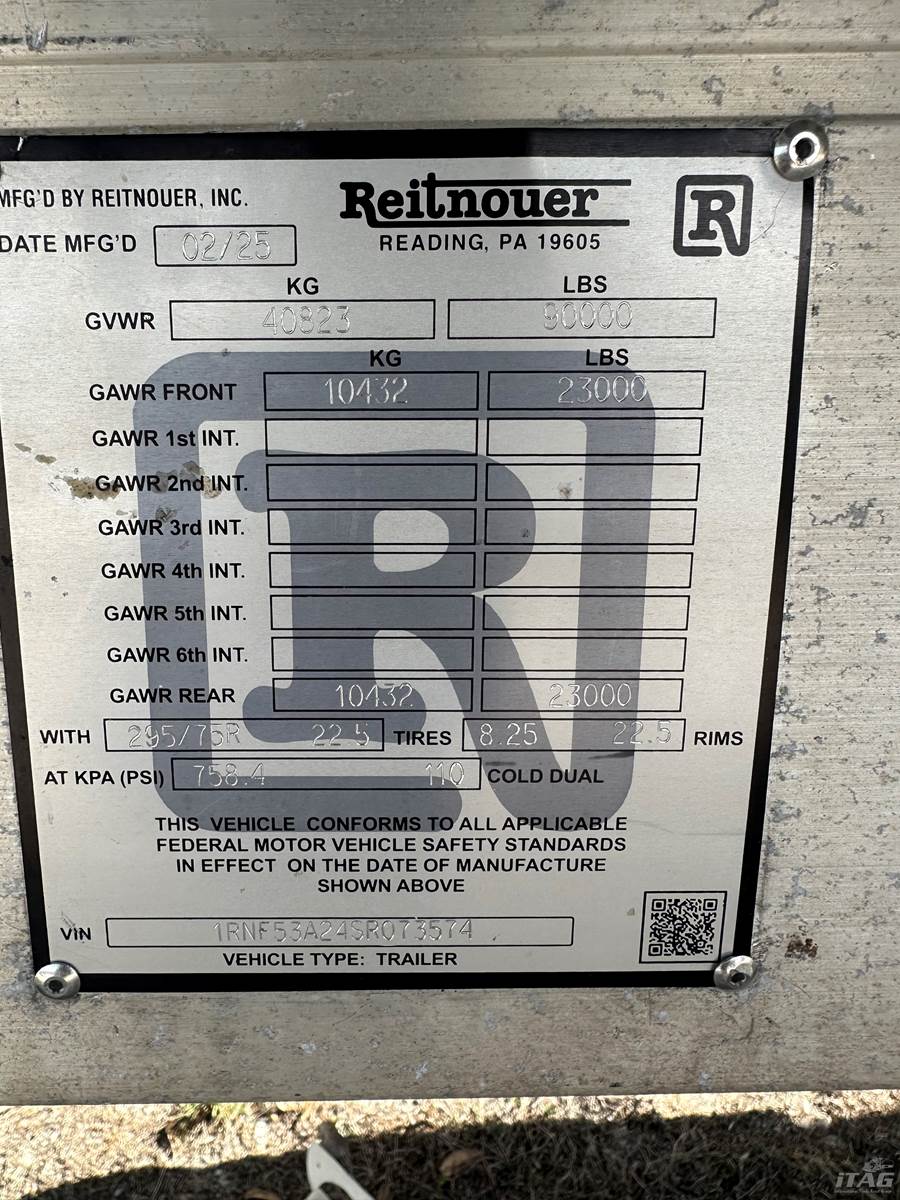 MFG'D BY REITNOUER, INC.
Reitnouer
R
DATE MFG'D 02/25
READING, PA 19605
KG LBS
GVWR 40823 90000
KG LBS
GAWR FRONT 10432 23000
GAWR 1st INT.
GAWR 2nd INT.
GAWR 3rd INT.
GAWR 4th INT.
GAWR 5th INT.
GAWR 6th INT.
GAWR REAR 10432 23000
WITH 295/75R 22.5 TIRES 8.25 22.5 RIMS
AT KPA (PSI) 758.4 110 COLD DUAL
THIS VEHICLE CONFORMS TO ALL APPLICABLE
FEDERAL MOTOR VEHICLE SAFETY STANDARDS
IN EFFECT ON THE DATE OF MANUFACTURE
SHOWN ABOVE
VIN 1RNF53A24SR073574
VEHICLE TYPE: TRAILER
iTAG